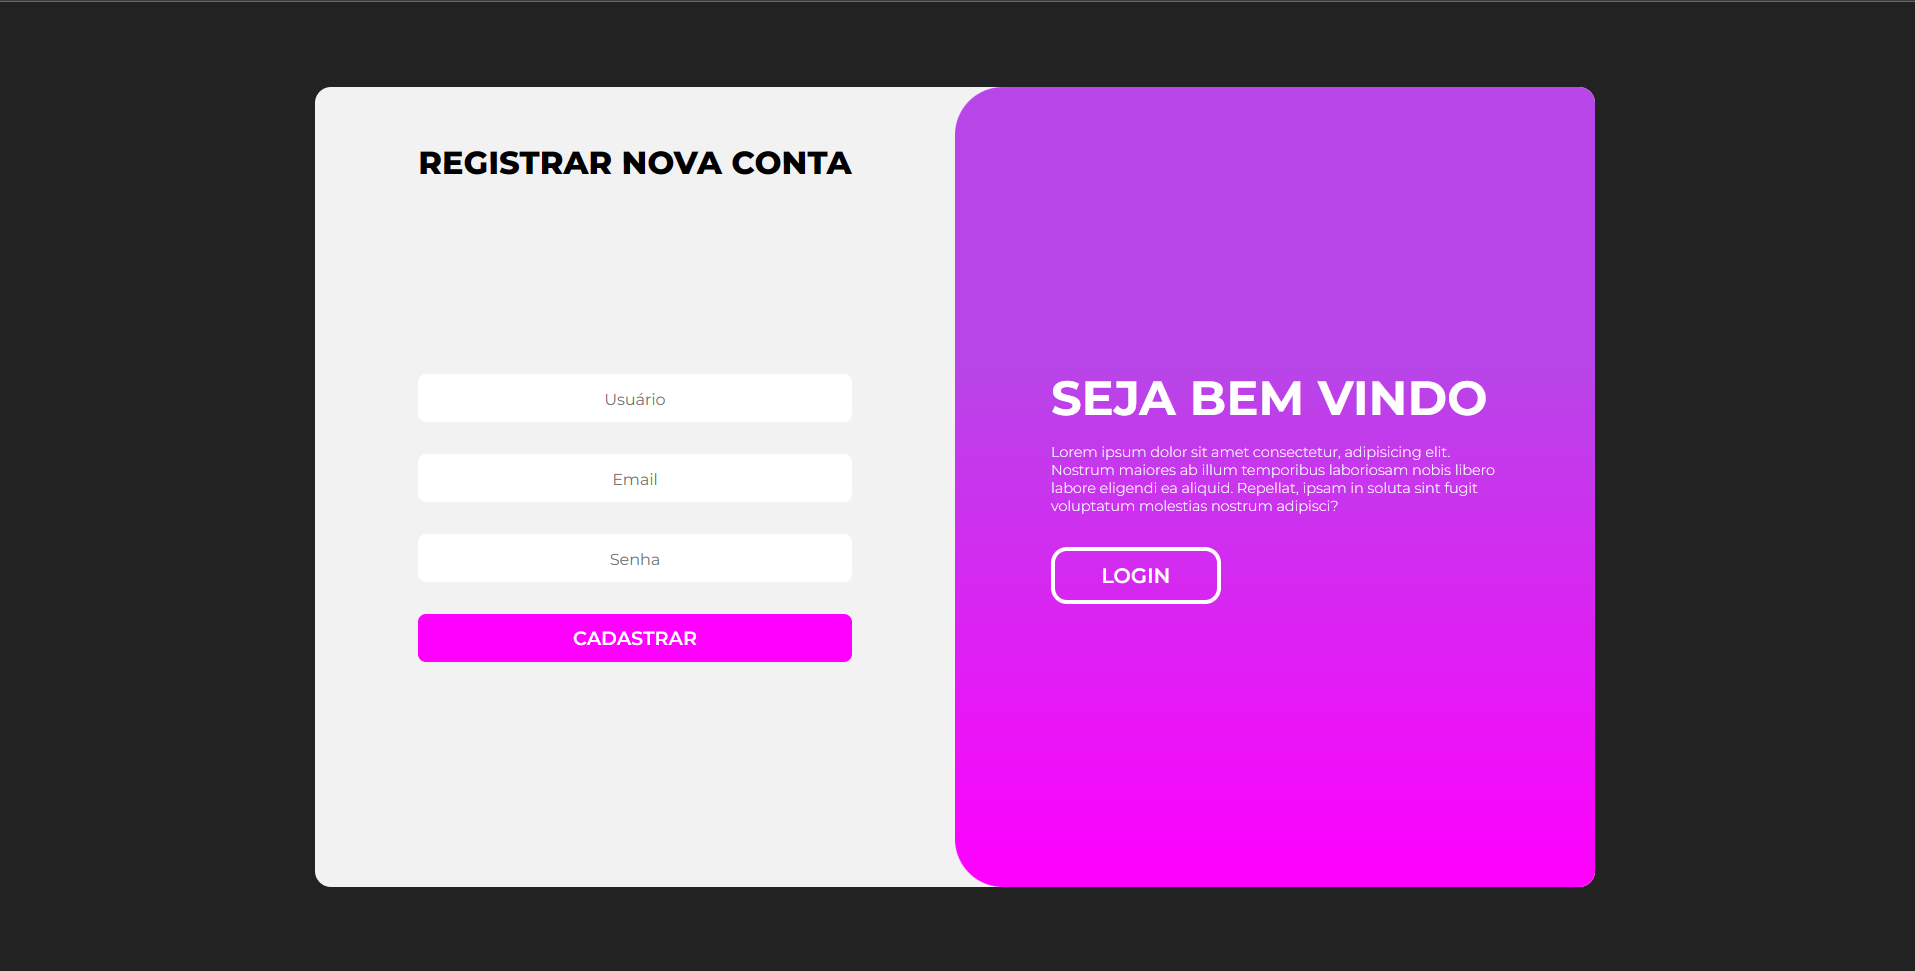 REGISTRAR NOVA CONTA
Usuário
Email
Senha
CADASTRAR
SEJA BEM VINDO
Lorem ipsum dolor sit amet consectetur, adipisicing elit.
Nostrum maiores ab illum temporibus laboriosam nobis libero
labore eligendi ea aliquid. Repellat, ipsam in soluta sint fugit
voluptatum molestias nostrum adipisci?
LOGIN